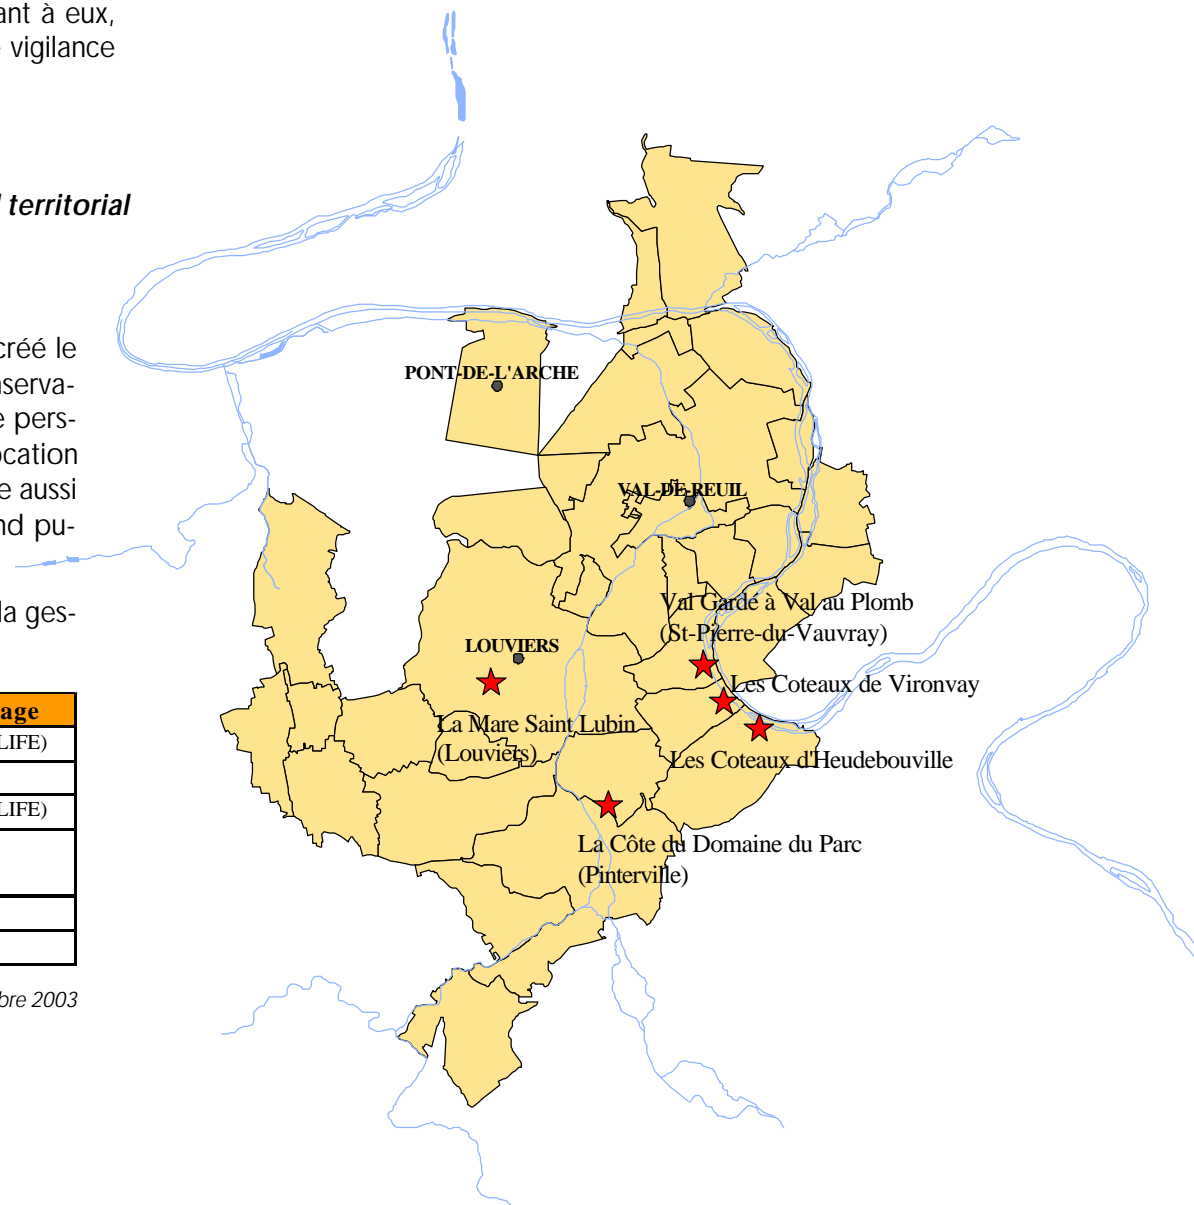 ant à eux,
vigilance
territorial
créé le
nserva-
e pers-
ocation
e aussi
nd pu-
la ges-
age
LIFE)
LIFE)
bre 2003
PONT-DE-L'ARCHE
VAL-DE-REUIL
Val Garde à Val au Plomb
(St-Pierre-du-Vauvray)
LOUVIERS
Les Coteaux de Vironvay
La Mare Saint Lubin
(Louviers)
Les Coteaux d'Heudebouville
La Côte du Domaine du Parc
(Pinterville)